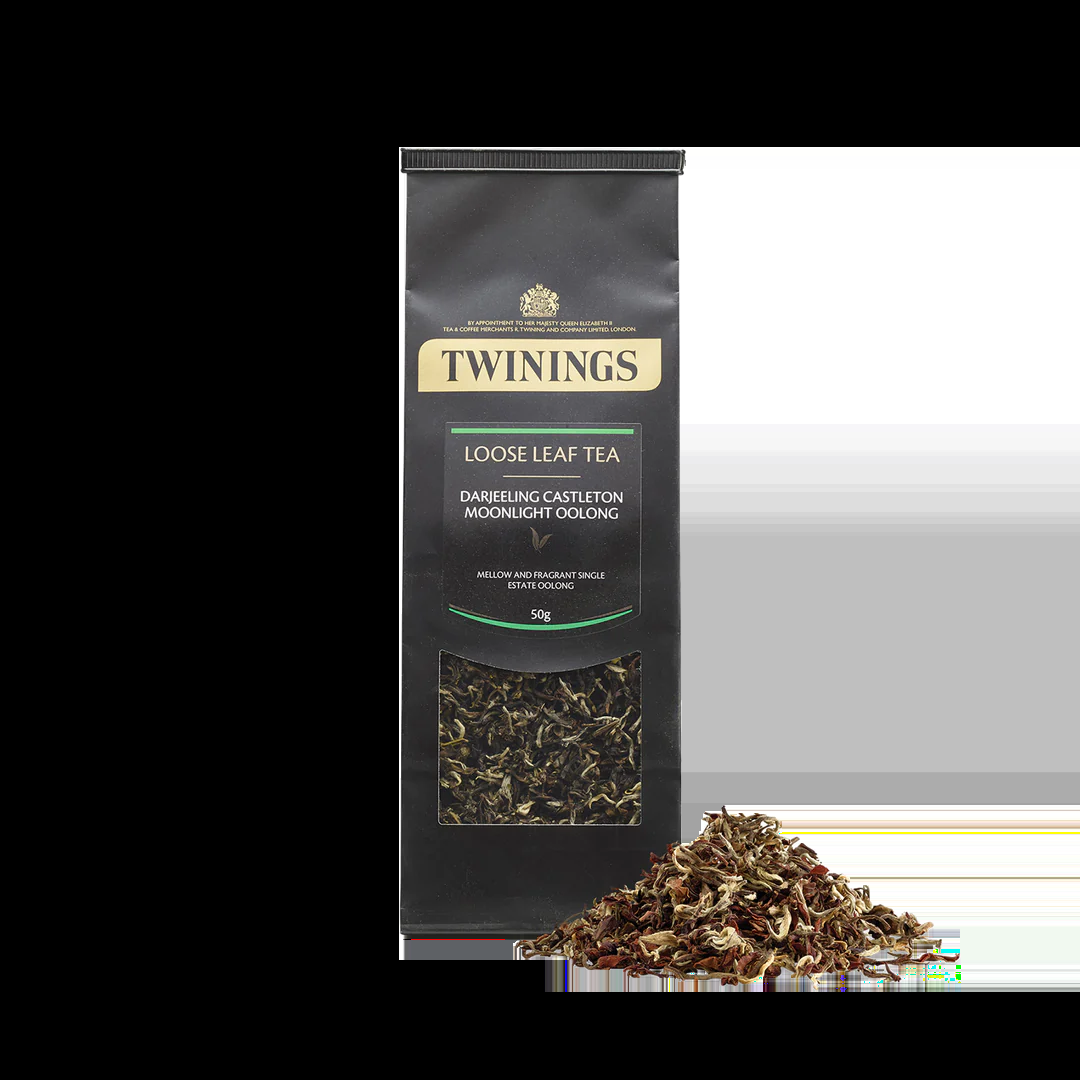 BY APPOINTMENT TO HER MAJESTY QUEEN ELIZABETH II
TEA & COFFEE MERCHANTS R. TWINING AND COMPANY LIMITED, LONDON.
TWININGS
LOOSE LEAF TEA
DARJEELING CASTLETON
MOONLIGHT OOLONG
MELLOW AND FRAGRANT SINGLE
ESTATE OOLONG
50g